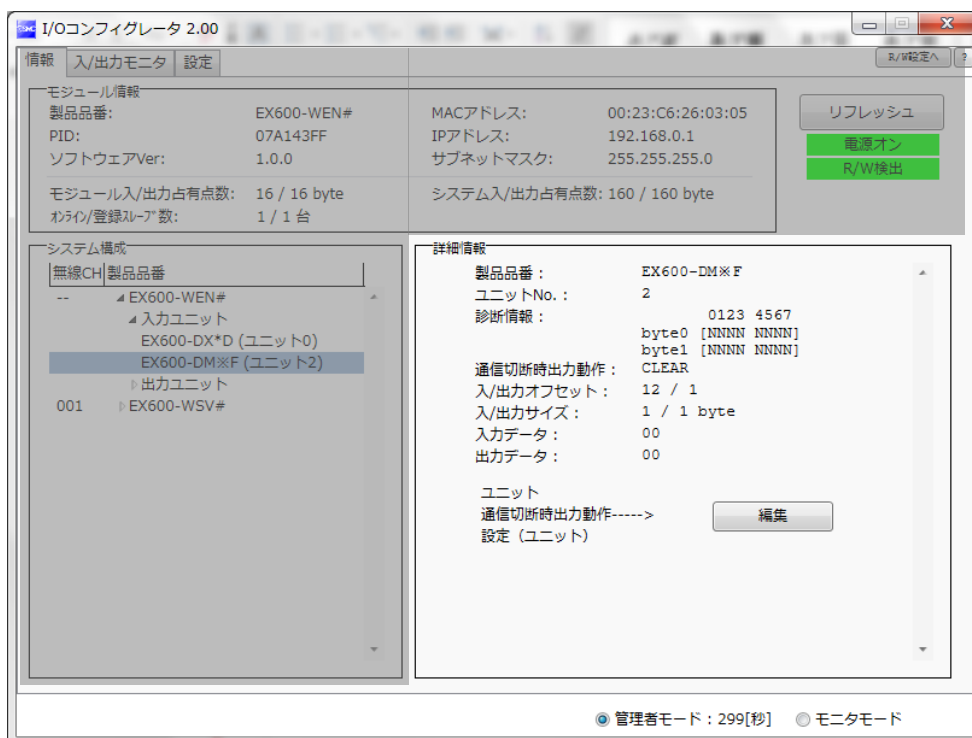 I/Oコンフィグレータ 2.00
情報 入/出力モニタ 設定
R/W設定へ ?
モジュール情報
製品品番: EX600-WEN# MACアドレス: 00:23:C6:26:03:05
PID: 07A143FF IPアドレス: 192.168.0.1
ソフトウェアVer: 1.0.0 サブネットマスク: 255.255.255.0
モジュール入/出力占有点数: 16 / 16 byte システム入/出力占有点数: 160 / 160 byte
オンライン/登録スレーブ数: 1 / 1 台
リフレッシュ
電源オン
R/W検出
システム構成
無線CH 製品品番
-- EX600-WEN#
入力ユニット
EX600-DX*D (ユニット0)
EX600-DM※F (ユニット2)
出力ユニット
001 EX600-WSV#
詳細情報
製品品番： EX600-DM※F
ユニットNo.： 2
診断情報： 0123 4567
byte0 [NNNN NNNN]
byte1 [NNNN NNNN]
通信切断時出力動作： CLEAR
入/出力オフセット： 12 / 1
入/出力サイズ： 1 / 1 byte
入力データ： 00
出力データ： 00
ユニット
通信切断時出力動作-----> 編集
設定（ユニット）
管理者モード：299[秒] モニタモード